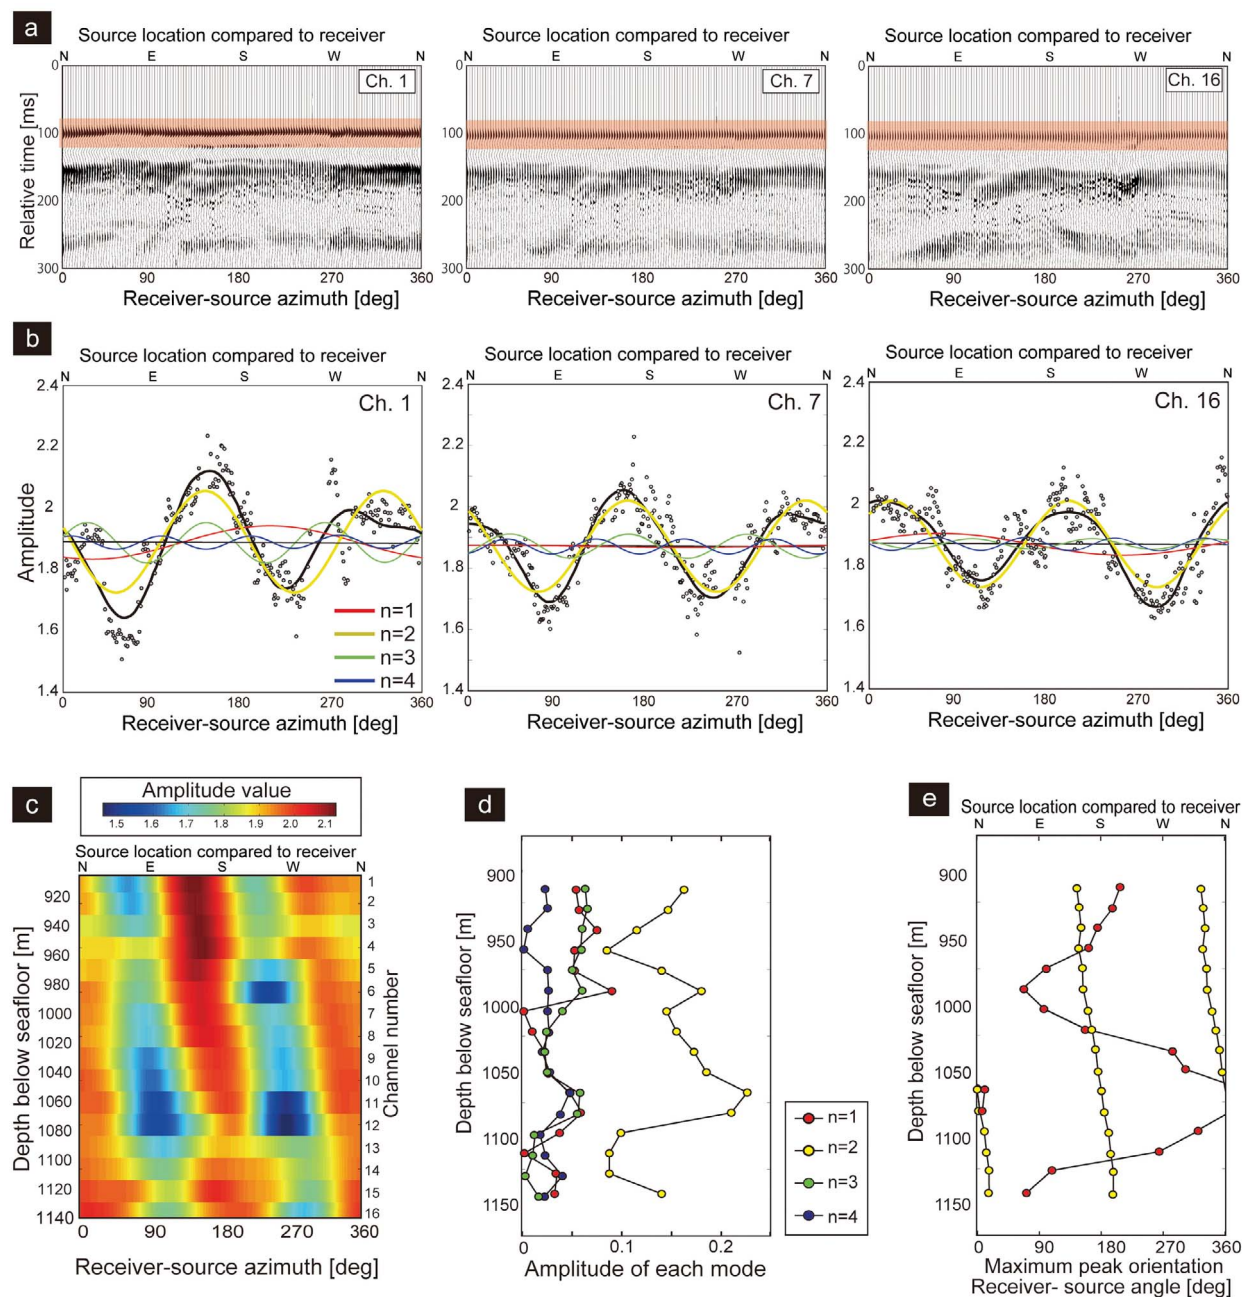 a
Source location compared to receiver
Source location compared to receiver
Source location compared to receiver
N E S W N
N E S W N
N E S W N
Ch. 1
Ch. 7
Ch. 16
Relative time [ms]
0
100
200
300
0
100
200
300
0
100
200
300
0 90 180 270 360
0 90 180 270 360
0 90 180 270 360
Receiver-source azimuth [deg]
Receiver-source azimuth [deg]
Receiver-source azimuth [deg]
b
Source location compared to receiver
Source location compared to receiver
Source location compared to receiver
N E S W N
N E S W N
N E S W N
Ch. 1
Ch. 7
Ch. 16
Amplitude
2.4
2.2
2
1.8
1.6
1.4
2.4
2.2
2
1.8
1.6
1.4
2.4
2.2
2
1.8
1.6
1.4
n=1
n=2
n=3
n=4
0 90 180 270 360
0 90 180 270 360
0 90 180 270 360
Receiver-source azimuth [deg]
Receiver-source azimuth [deg]
Receiver-source azimuth [deg]
c
Amplitude value
1.5 1.6 1.7 1.8 1.9 2.0 2.1
Source location compared to receiver
N E S W N
Depth below seafloor [m]
920
940
960
980
1000
1020
1040
1060
1080
1100
1120
1140
1
2
3
4
5
6
7
8
9
10
11
12
13
14
15
16
Channel number
0 90 180 270 360
Receiver-source azimuth [deg]
d
Depth below seafloor [m]
900
950
1000
1050
1100
1150
0 0.1 0.2
Amplitude of each mode
n=1
n=2
n=3
n=4
e
Source location compared to receiver
N E S W N
Depth below seafloor [m]
900
950
1000
1050
1100
1150
0 90 180 270 360
Maximum peak orientation
Receiver- source angle [deg]